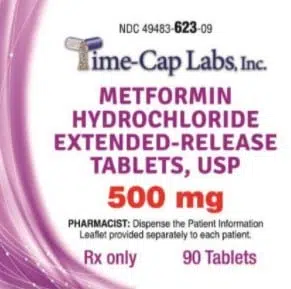 NDC 49483-623-09
Time-Cap Labs, Inc.
METFORMIN
HYDROCHLORIDE
EXTENDED-RELEASE
TABLETS, USP
500 mg
PHARMACIST: Dispense the Patient Information
Leaflet provided separately to each patient.
Rx only 90 Tablets